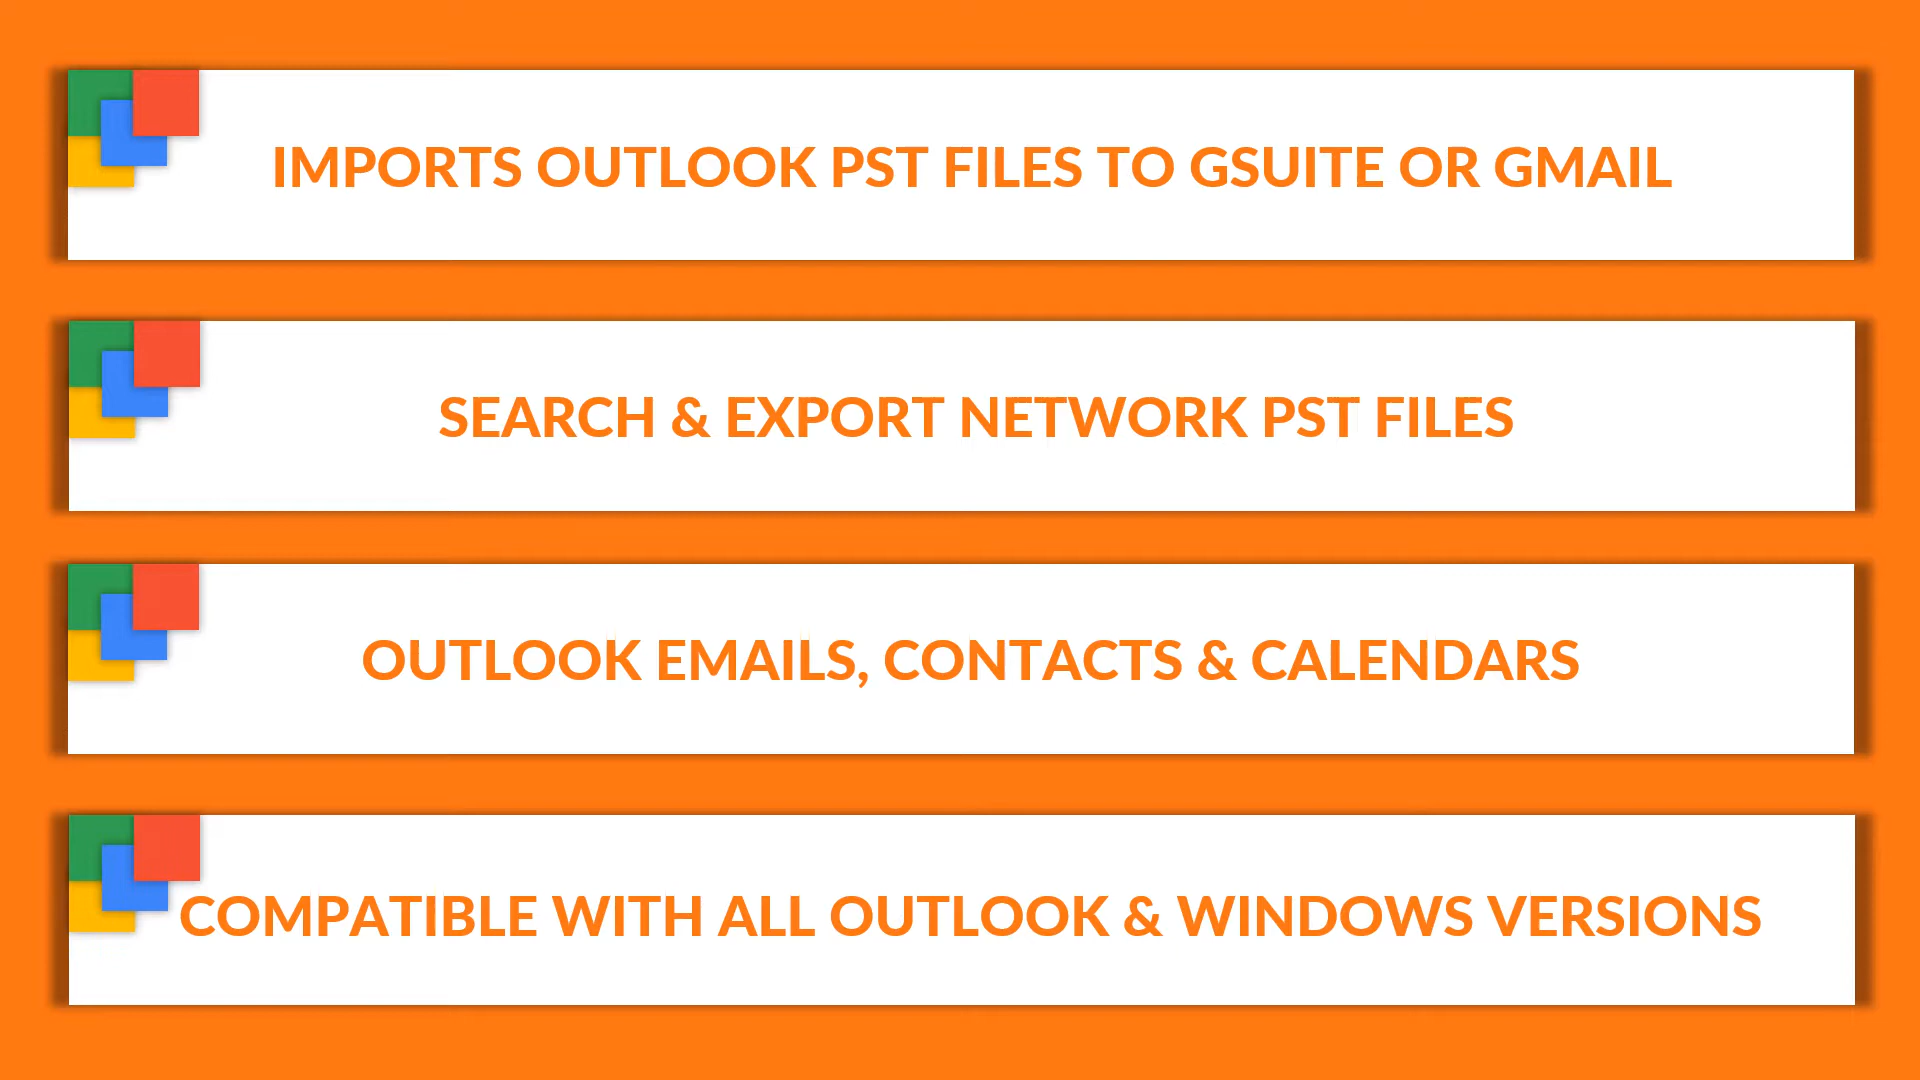 IMPORTS OUTLOOK PST FILES TO GSUITE OR GMAIL
SEARCH & EXPORT NETWORK PST FILES
OUTLOOK EMAILS, CONTACTS & CALENDARS
COMPATIBLE WITH ALL OUTLOOK & WINDOWS VERSIONS